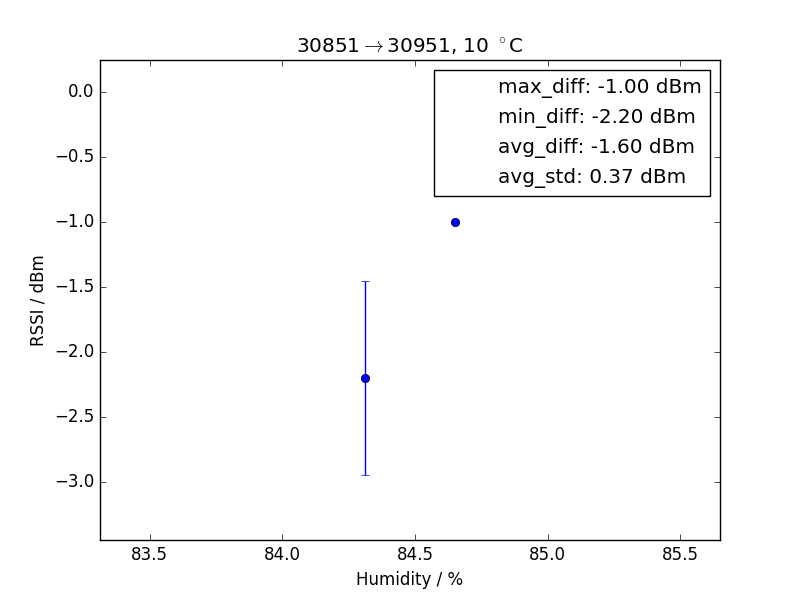 30851→30951, 10 °C
max_diff: -1.00 dBm
min_diff: -2.20 dBm
avg_diff: -1.60 dBm
avg_std: 0.37 dBm
RSSI / dBm
0.0
−0.5
−1.0
−1.5
−2.0
−2.5
−3.0
83.5 84.0 84.5 85.0 85.5
Humidity / %